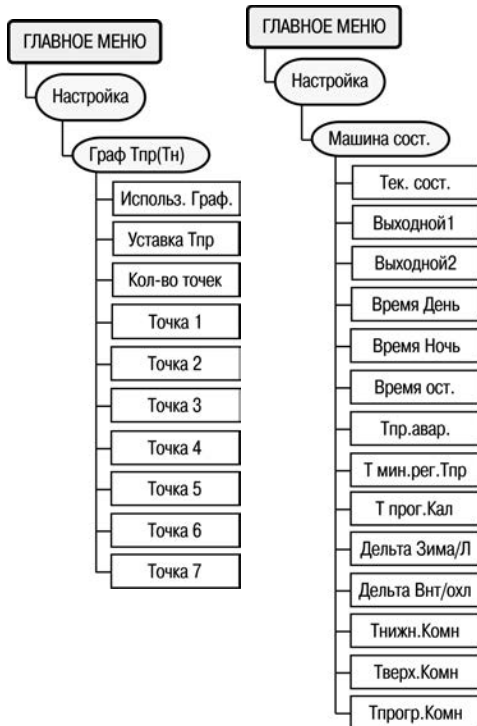 ГЛАВНОЕ МЕНЮ
Настройка
Граф Тпр(Тн)
Использ. Граф.
Уставка Тпр
Кол-во точек
Точка 1
Точка 2
Точка 3
Точка 4
Точка 5
Точка 6
Точка 7
ГЛАВНОЕ МЕНЮ
Настройка
Машина сост.
Тек. сост.
Выходной1
Выходной2
Время День
Время Ночь
Время ост.
Тпр.авар.
Т мин.рег.Тпр
Т прог.Кал
Дельта Зима/Л
Дельта Внт/охл
Тнижн.Комн
Тверх.Комн
Тпрогр.Комн